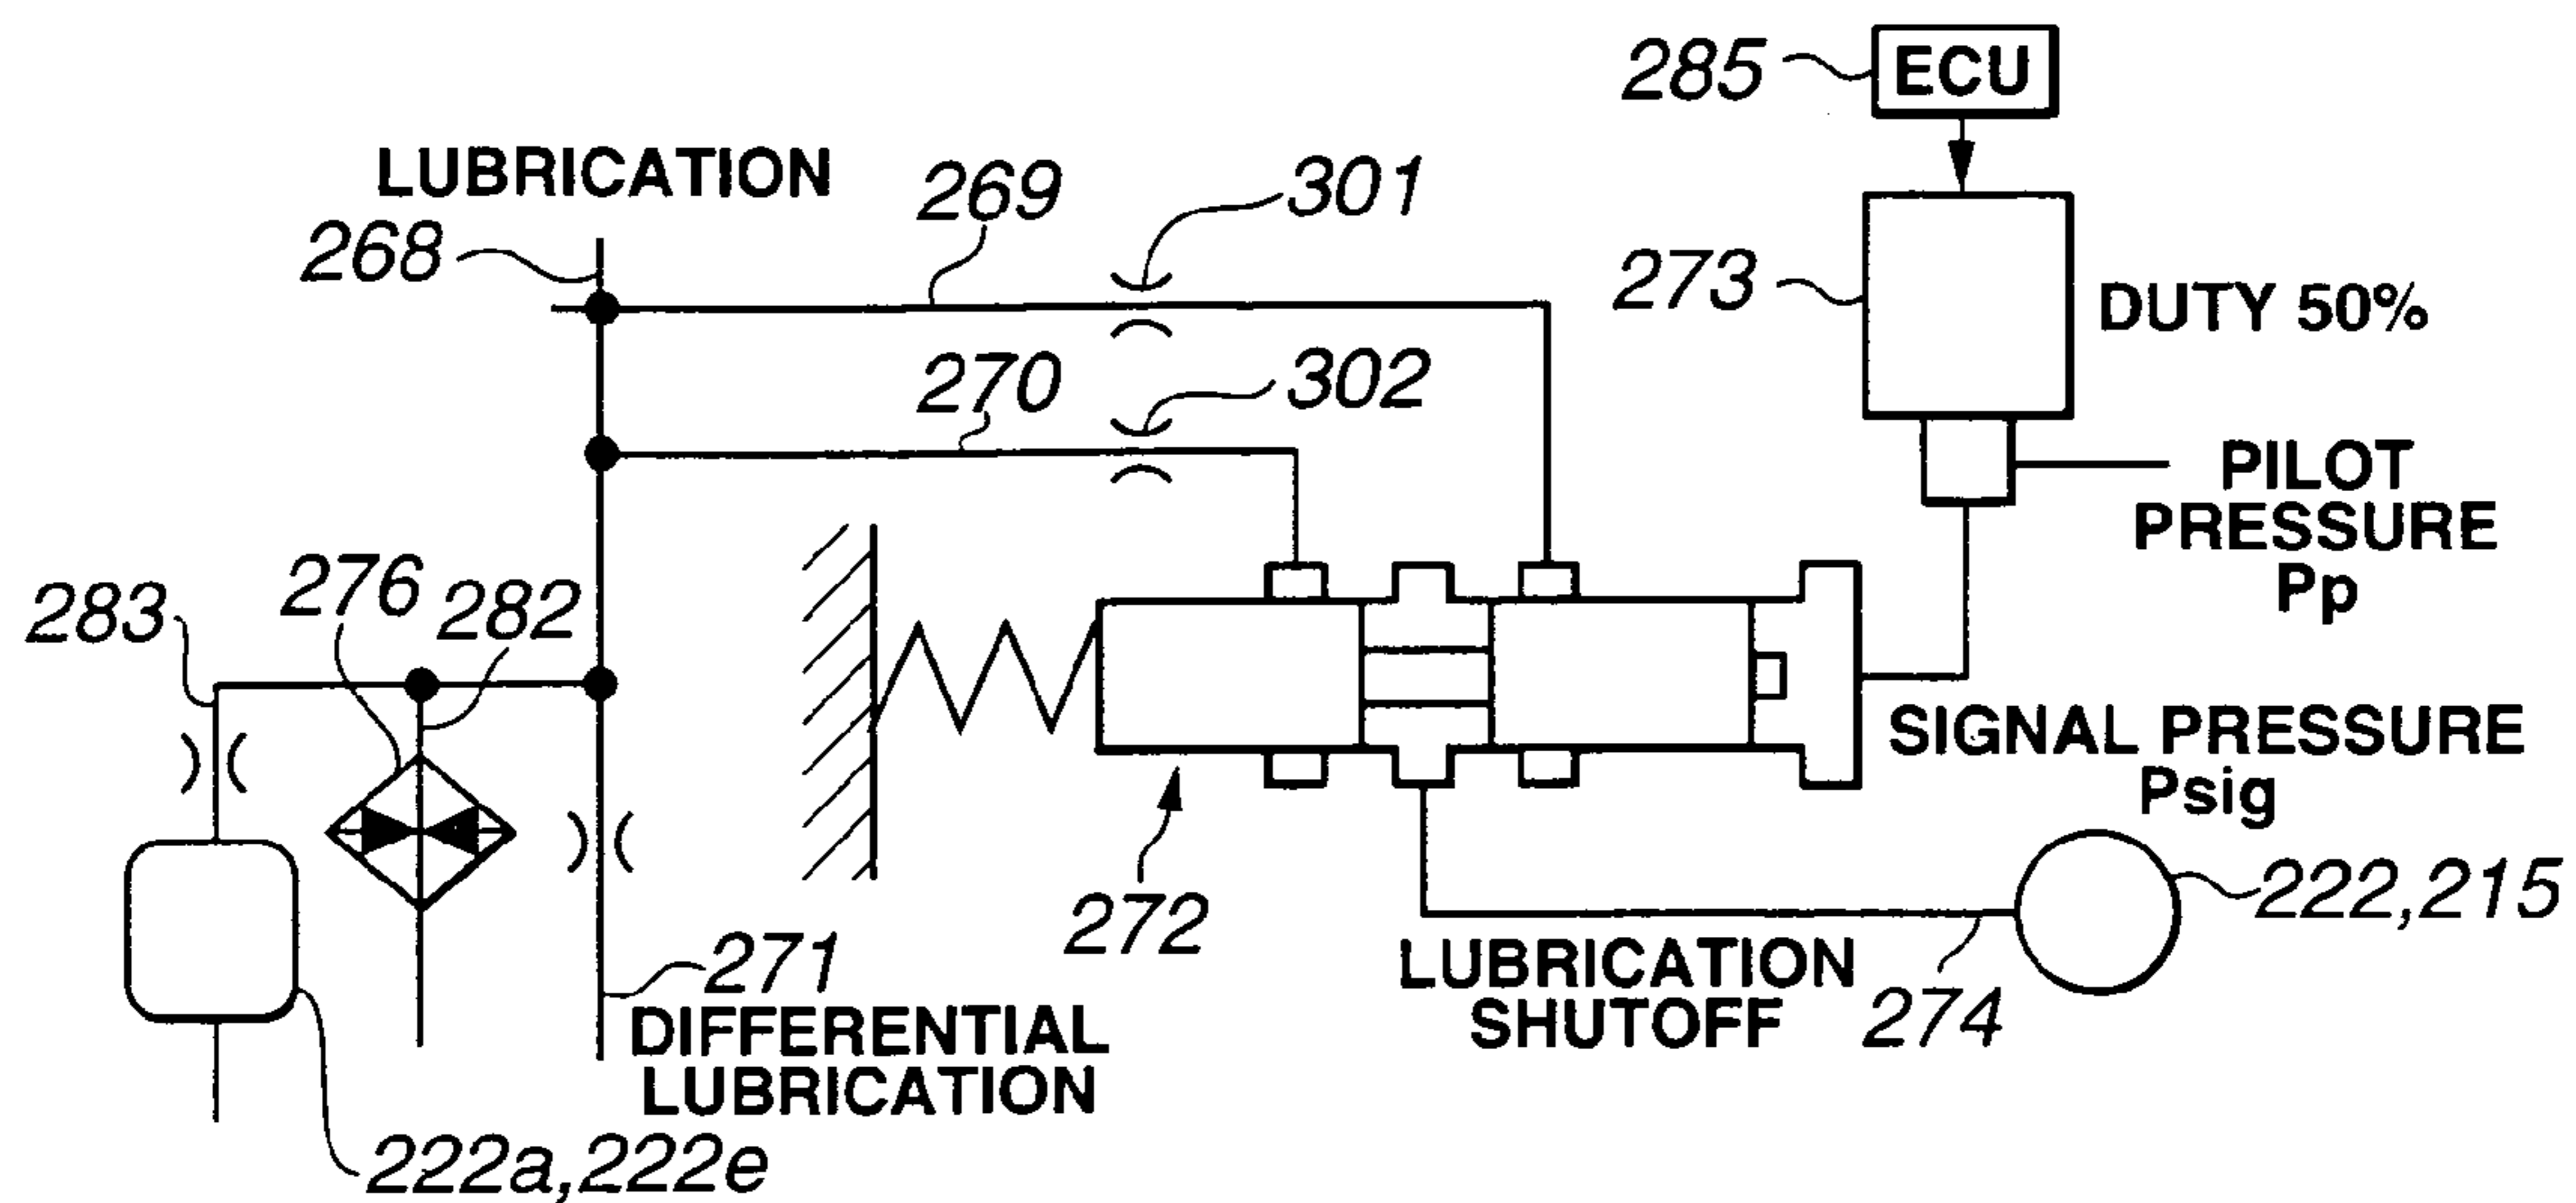 285
ECU
LUBRICATION
268
269
301
273
DUTY 50%
270
302
PILOT
PRESSURE
Pp
283
276
282
SIGNAL PRESSURE
Psig
272
222,215
271
DIFFERENTIAL
LUBRICATION
LUBRICATION
SHUTOFF
274
222a,222e